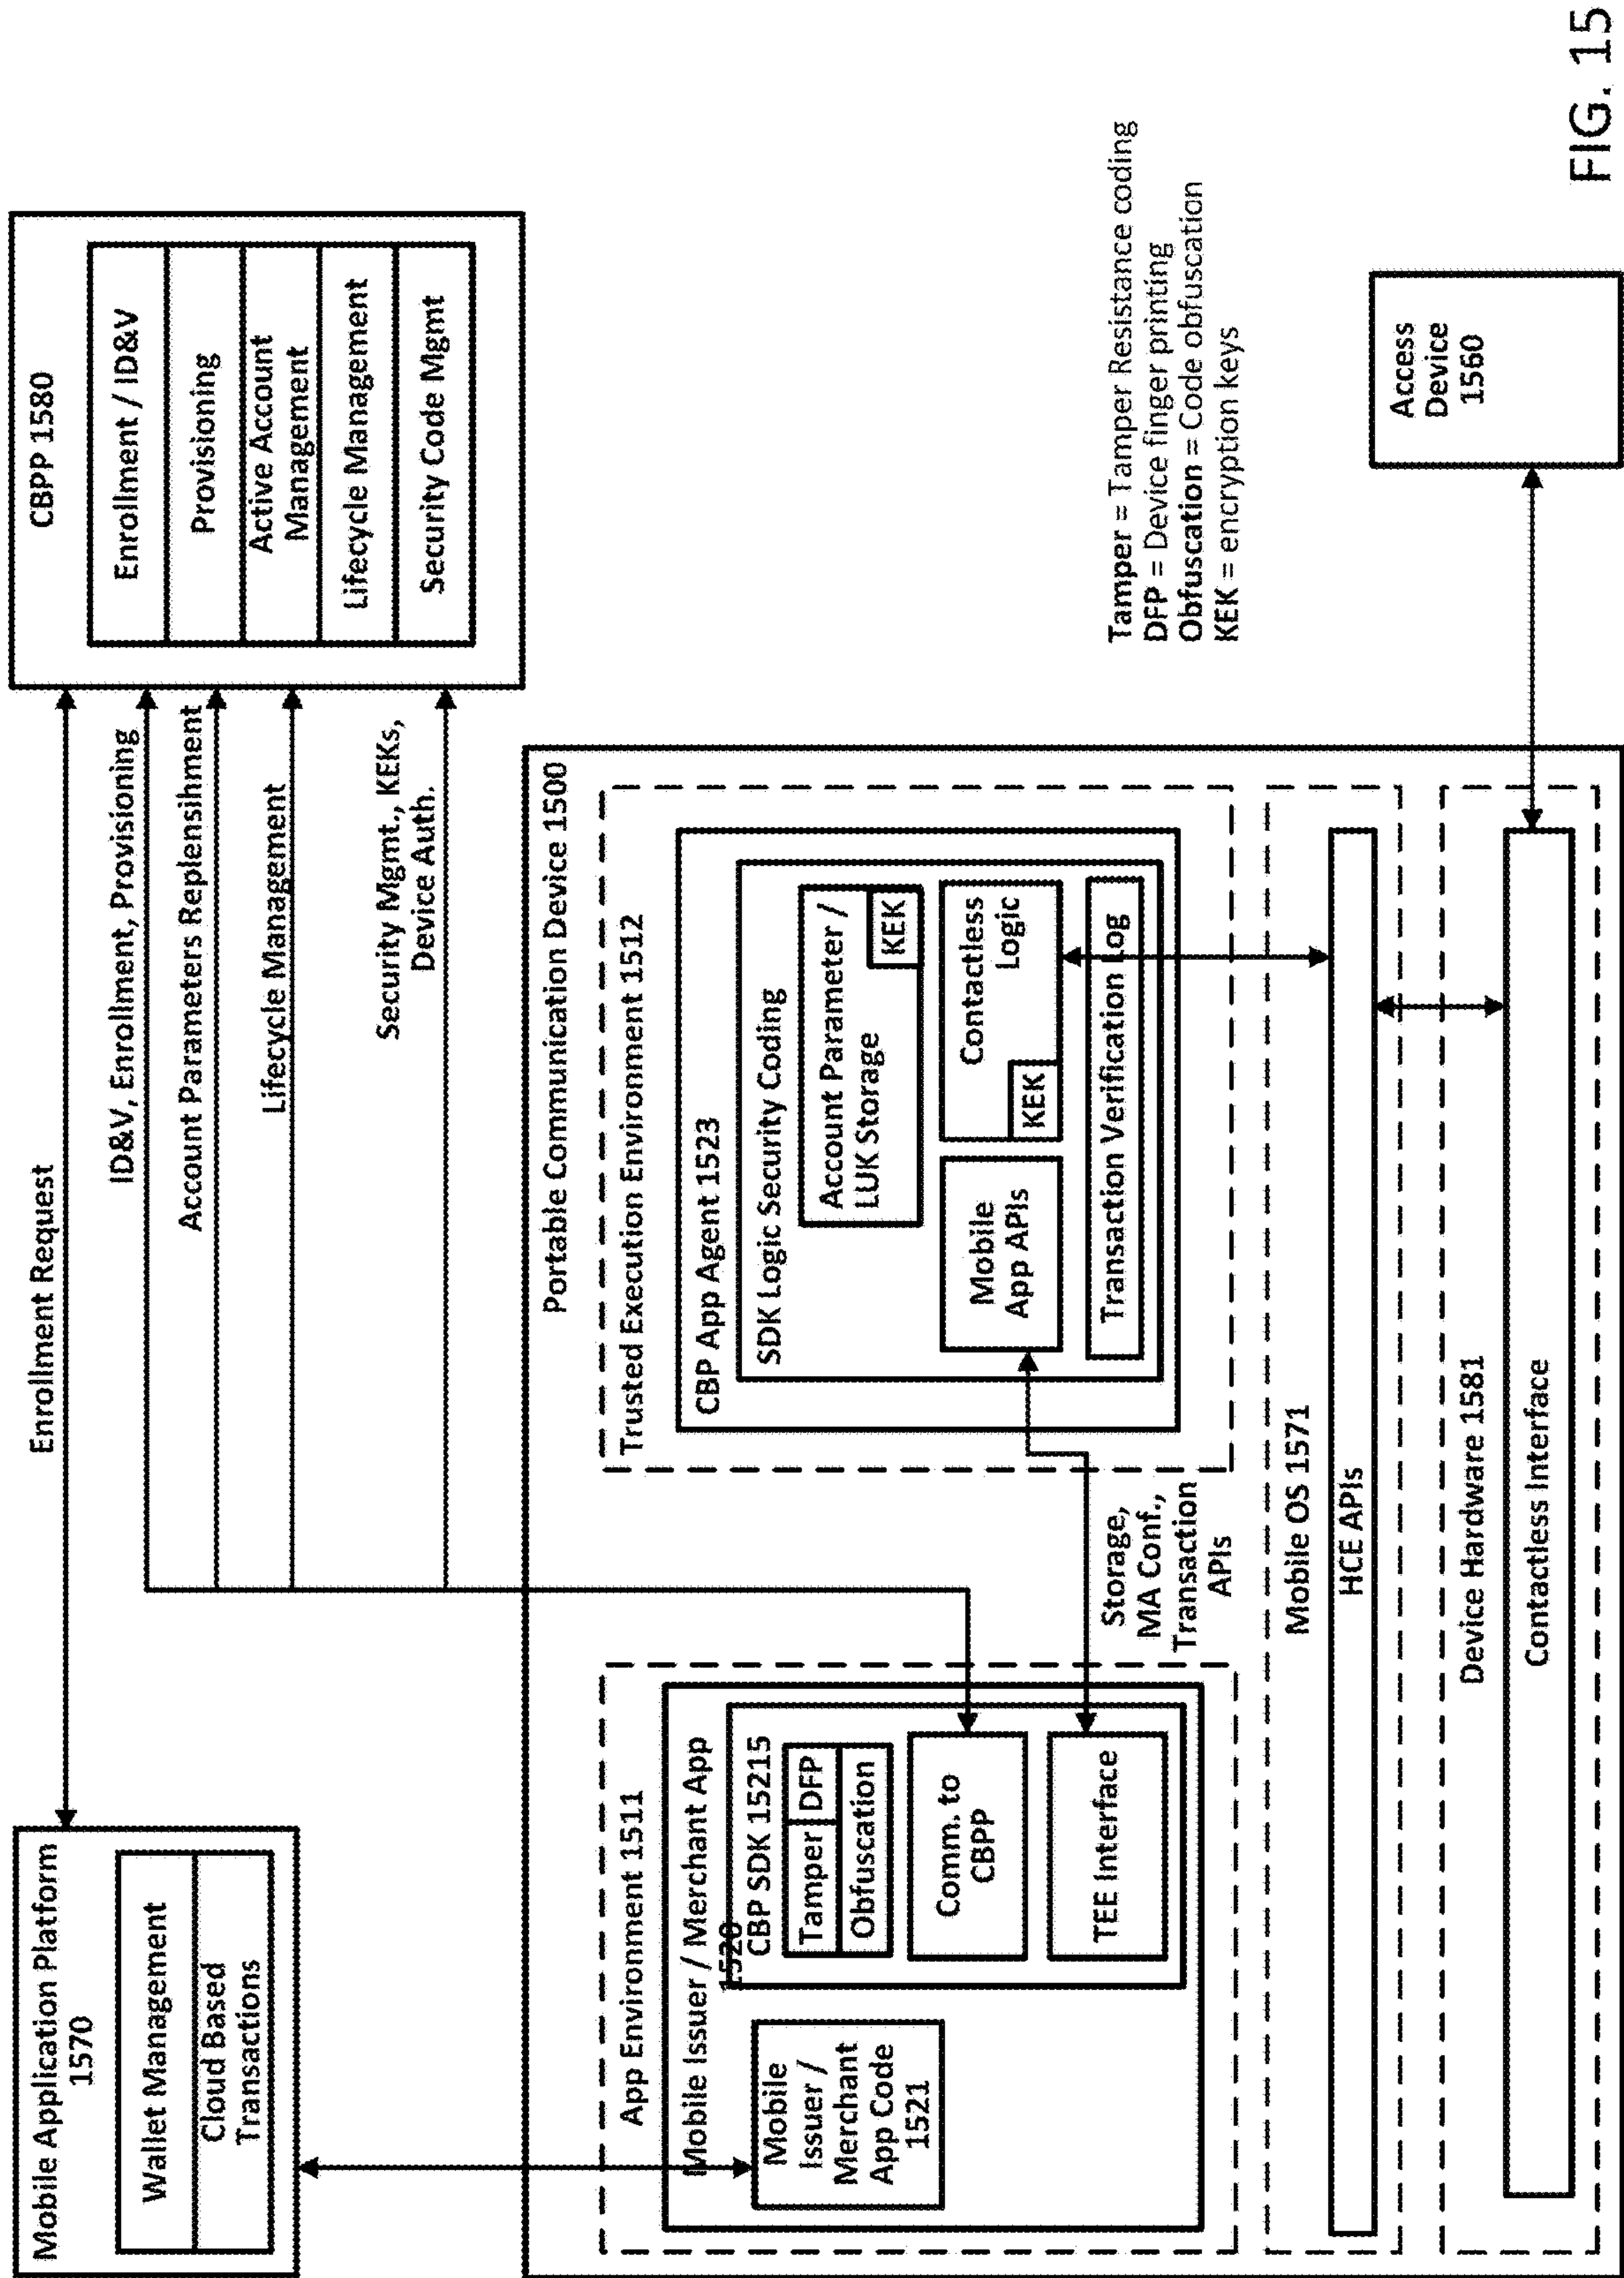 Mobile Application Platform
1570
Wallet Management
Cloud Based
Transactions
Enrollment Request
ID&V, Enrollment, Provisioning
Account Parameters Replensihment
Lifecycle Management
Security Mgmt., KEKs,
Device Auth.
CBPP 1580
Enrollment / ID&V
Provisioning
Active Account
Management
Lifecycle Management
Security Code Mgmt
Portable Communication Device 1500
App Environment 1511
Mobile Issuer / Merchant App
1520
Mobile
Issuer /
Merchant
App Code
1521
CBP SDK 15215
Tamper
DFP
Obfuscation
Comm. to
CBPP
TEE Interface
Storage,
MA Conf.,
Transaction
APIs
Trusted Execution Environment 1512
CBP App Agent 1523
SDK Logic Security Coding
Account Parameter /
LUK Storage
KEK
Mobile
App APIs
Contactless
Logic
KEK
Transaction Verification Log
Mobile OS 1571
HCE APIs
Device Hardware 1581
Contactless Interface
Tamper = Tamper Resistance coding
DFP = Device finger printing
Obfuscation = Code obfuscation
KEK = encryption keys
Access
Device
1560
FIG. 15